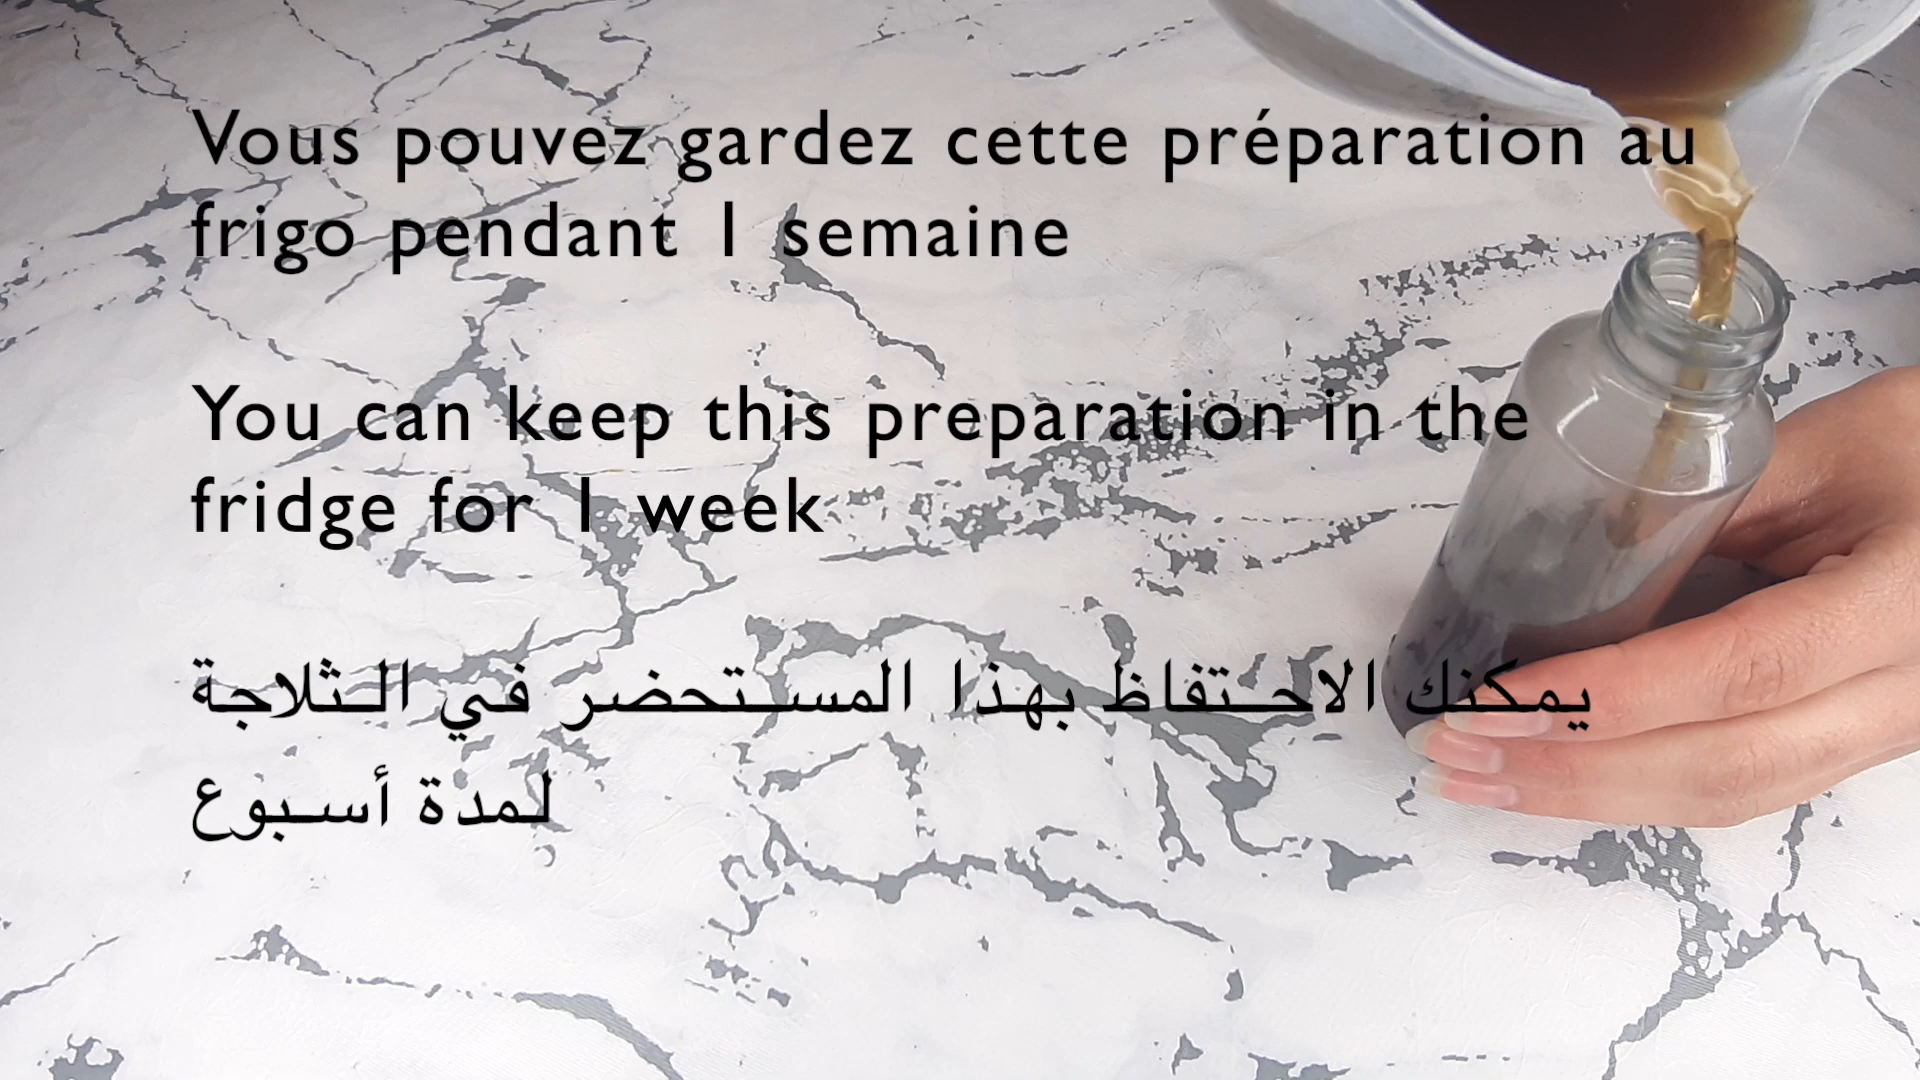 Vous pouvez gardez cette préparation au
frigo pendant 1 semaine
You can keep this preparation in the
fridge for 1 week
يمكنك الاحتفاظ بهذا المستحضر في الثلاجة
لمدة أسبوع